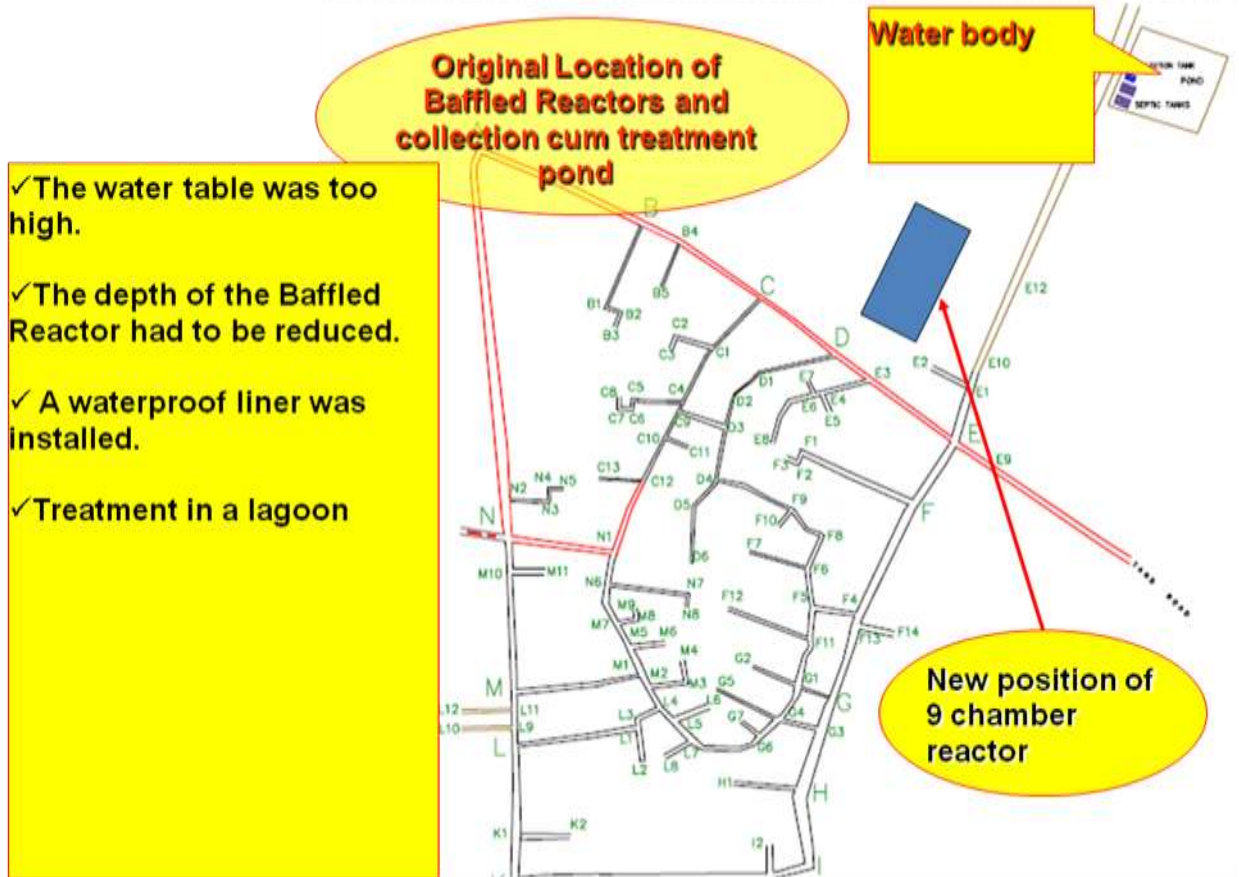 Original Location of
Baffled Reactors and
collection cum treatment
pond
Water body
TANK
POND
SEPTIC TANKS
✓The water table was too
high.
✓The depth of the Baffled
Reactor had to be reduced.
✓ A waterproof liner was
installed.
✓Treatment in a lagoon
New position of
9 chamber
reactor
B
B4
B5
B1
B2
B3
C
C2
C3
C1
C4
C5
C8
C7
C6
C9
C10
C11
C13
C12
D
D1
D2
D3
D4
D5
D6
E12
E10
E2
E1
E3
E7
E4
E6
E5
E8
E
E9
F1
F3
F2
F
F9
F10
F8
F7
F6
F5
F4
F12
F11
F13
F14
N2
N4
N5
N3
N
N1
N6
N7
N8
M10
M11
M9
M8
M7
M5
M6
M4
M1
M2
M3
M
G2
G1
G5
G
G4
G3
G7
G6
L12
L11
L10
L9
L
L3
L4
L6
L5
L1
L7
L2
L8
H1
H
K1
K2
I2
I
ROAD